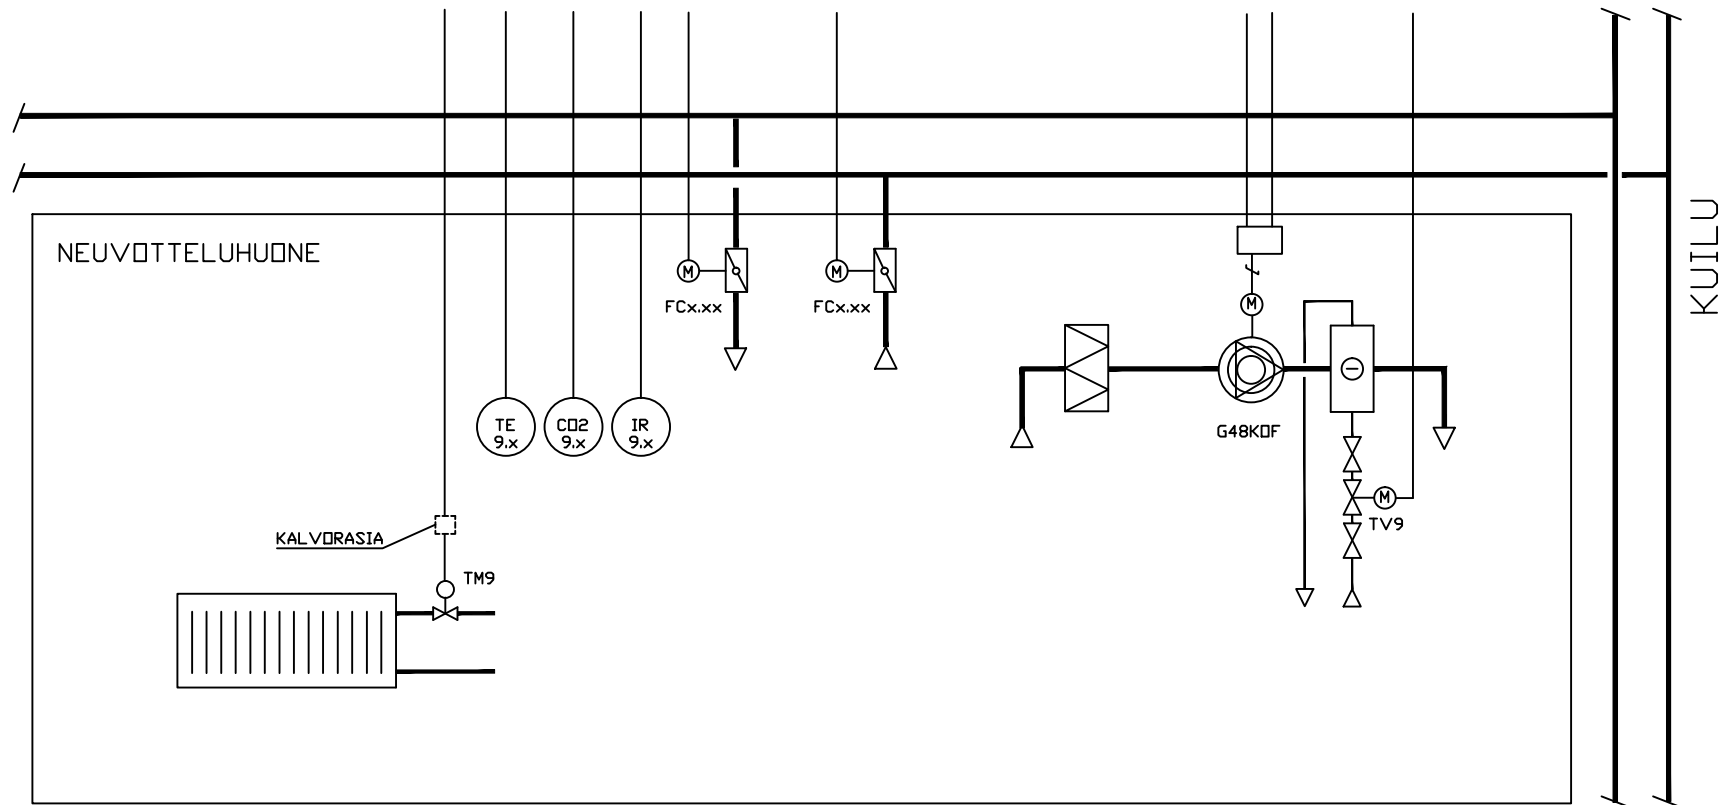 NEUVOTTELUHUONE
KUILU
M
M
FCx.xx
FCx.xx
M
TE
9.x
CO2
9.x
IR
9.x
G48KOF
M
TV9
KALVORASIA
TM9